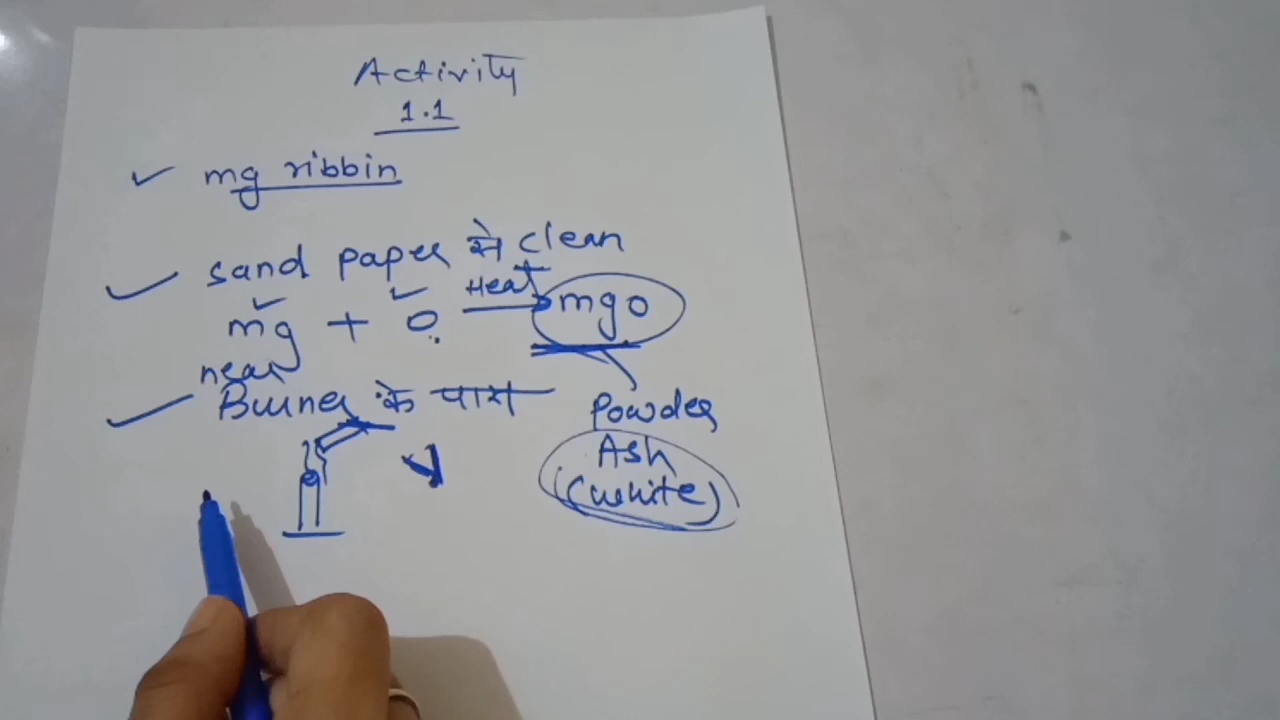 Activity
1.1
mg ribbin
sand paper से clean
Heat
mg + O mgo
near
Burner के पास
Powder
Ash
(white)